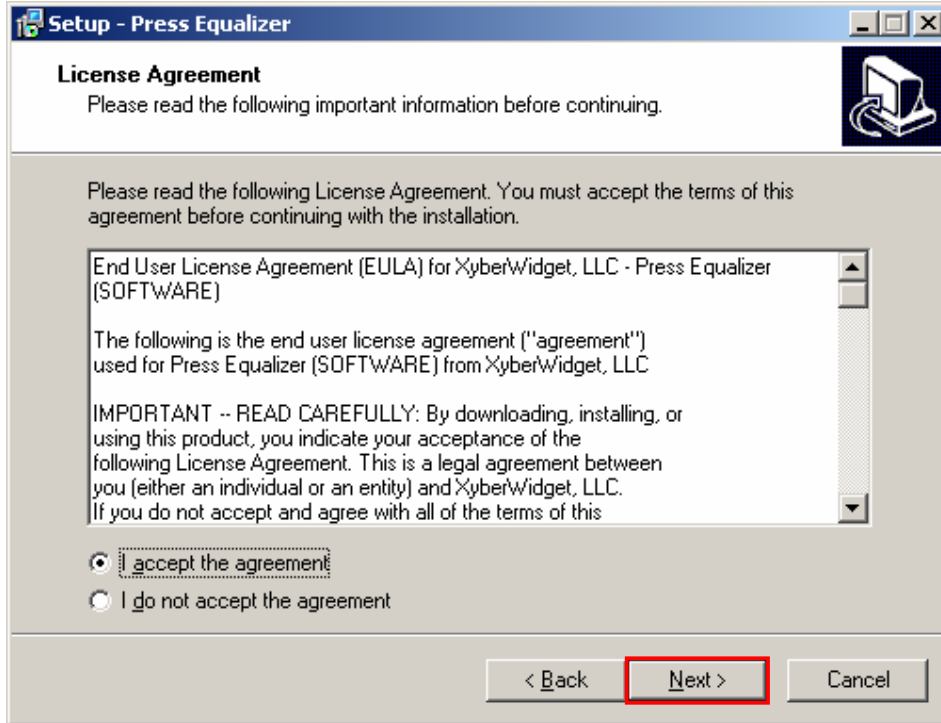 Setup - Press Equalizer
License Agreement
Please read the following important information before continuing.
Please read the following License Agreement. You must accept the terms of this
agreement before continuing with the installation.
End User License Agreement (EULA) for XyberWidget, LLC - Press Equalizer
(SOFTWARE)
The following is the end user license agreement ("agreement")
used for Press Equalizer (SOFTWARE) from XyberWidget, LLC
IMPORTANT -- READ CAREFULLY: By downloading, installing, or
using this product, you indicate your acceptance of the
following License Agreement. This is a legal agreement between
you (either an individual or an entity) and XyberWidget, LLC.
If you do not accept and agree with all of the terms of this
I accept the agreement
I do not accept the agreement
< Back Next > Cancel